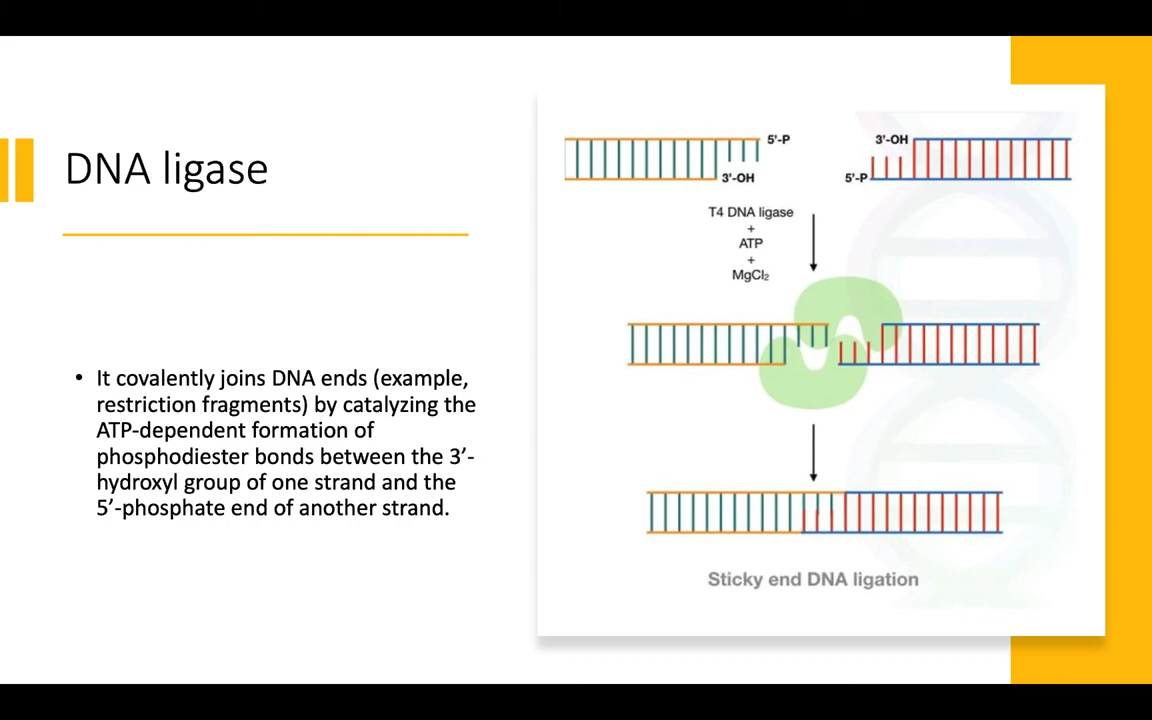 DNA ligase
• It covalently joins DNA ends (example,
restriction fragments) by catalyzing the
ATP-dependent formation of
phosphodiester bonds between the 3’-
hydroxyl group of one strand and the
5’-phosphate end of another strand.
5'-P
3'-OH
3'-OH
5'-P
T4 DNA ligase
+
ATP
+
MgCl₂
Sticky end DNA ligation